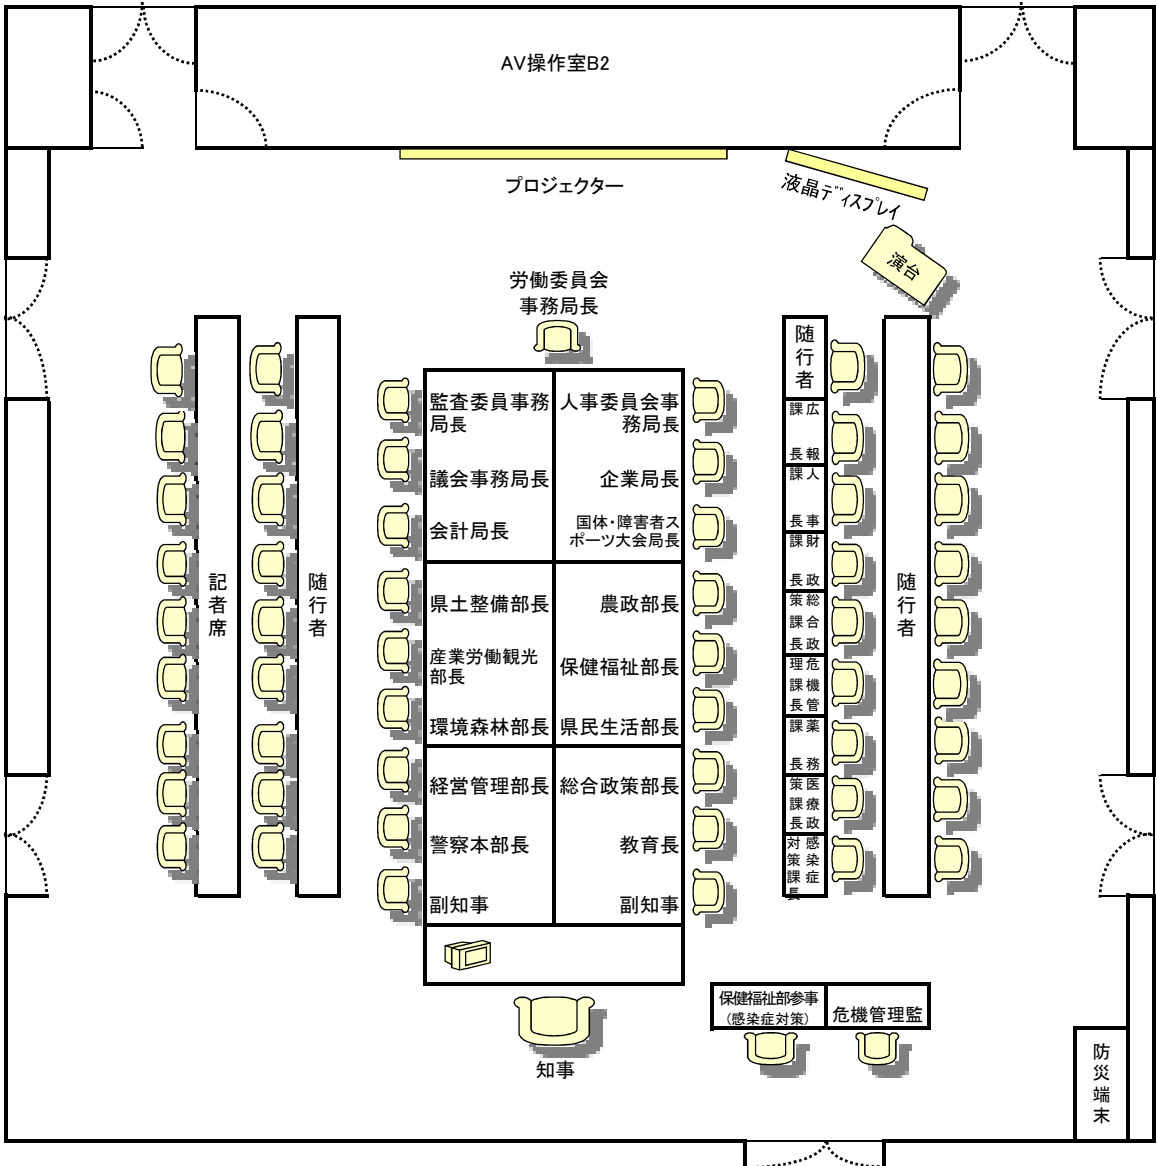 AV操作室B2
プロジェクター
液晶ディスプレイ
演台
労働委員会
事務局長
監査委員事務
局長
人事委員会事
務局長
議会事務局長
企業局長
会計局長
国体・障害者ス
ポーツ大会局長
県土整備部長
農政部長
産業労働観光
部長
保健福祉部長
環境森林部長
県民生活部長
経営管理部長
総合政策部長
警察本部長
教育長
副知事
副知事
知事
記者席
随行者
随行者
広報
課長
人事
課長
財政
課長
総合政
策課長
危機管
理課長
薬務
課長
医療政
策課長
感染症
対策課長
随行者
保健福祉部参事
(感染症対策)
危機管理監
防災端末